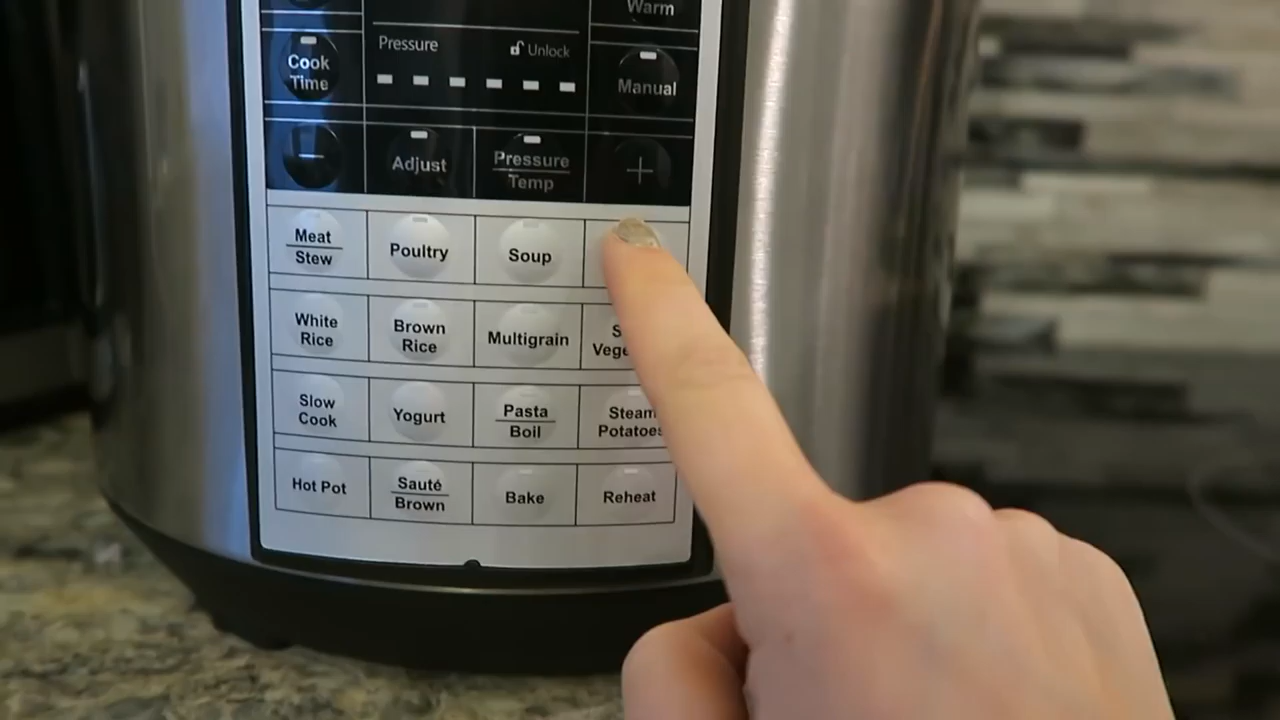 Warm
Cook
Time
Pressure
Unlock
Manual
Adjust
Pressure
Temp
Meat
Stew
Poultry
Soup
White
Rice
Brown
Rice
Multigrain
Slow
Cook
Yogurt
Pasta
Boil
Steam
Potatoes
Hot Pot
Sauté
Brown
Bake
Reheat